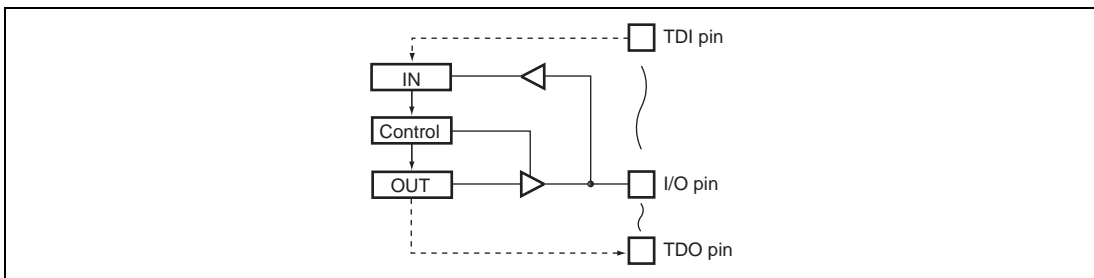 TDI pin
IN
Control
OUT
I/O pin
TDO pin